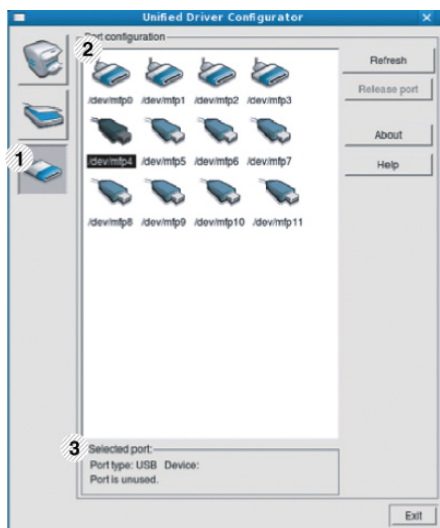 Unified Driver Configurator
2 Port configuration
Refresh
/dev/mfp0 /dev/mfp1 /dev/mfp2 /dev/mfp3
Release port
About
1
/dev/mfp4 /dev/mfp5 /dev/mfp6 /dev/mfp7
Help
/dev/mfp8 /dev/mfp9 /dev/mfp10 /dev/mfp11
3 Selected port:
Port type: USB Device:
Port is unused.
Exit